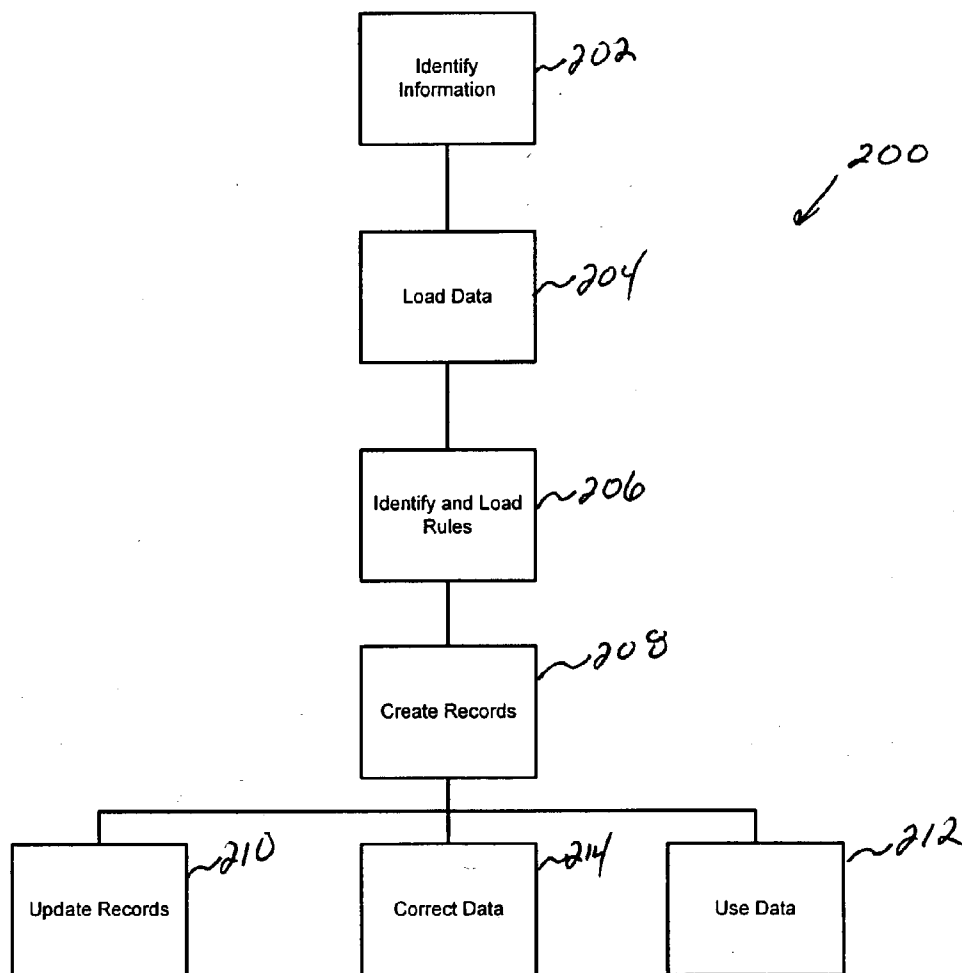 Identify
Information
202
200
Load Data
204
Identify and Load
Rules
206
208
Create Records
210
214
212
Update Records
Correct Data
Use Data